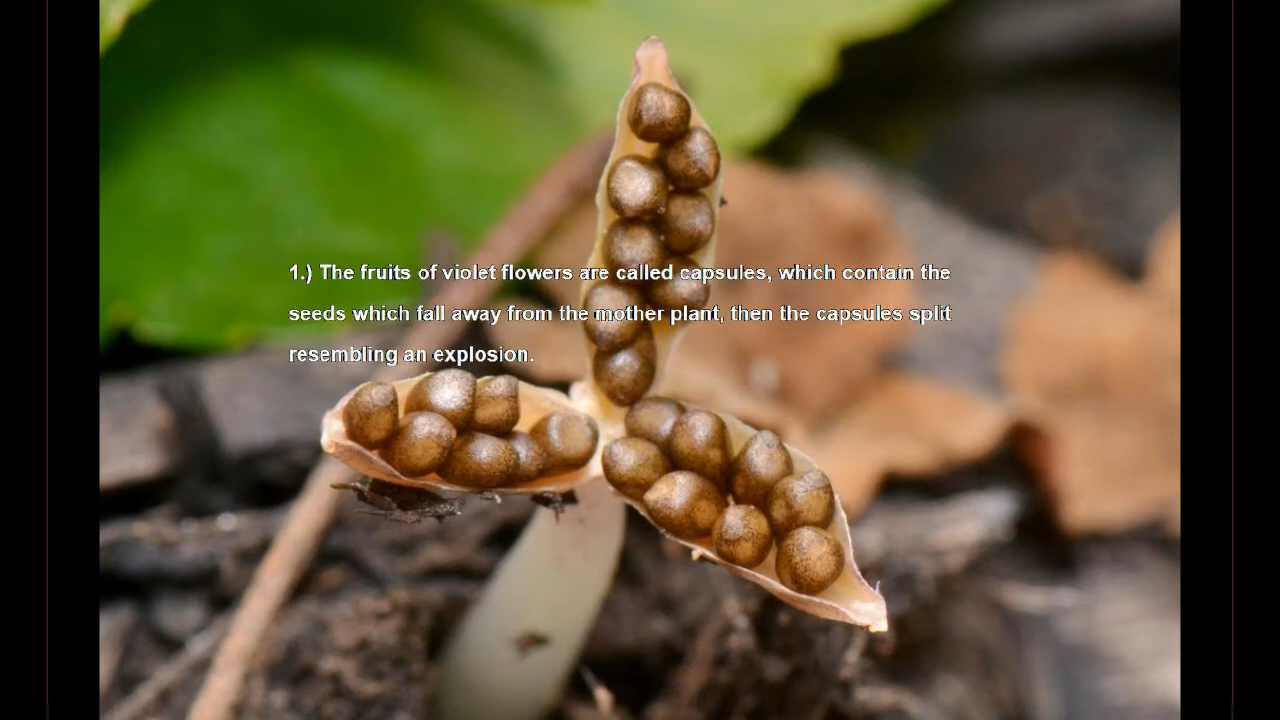 1.) The fruits of violet flowers are called capsules, which contain the
seeds which fall away from the mother plant, then the capsules split
resembling an explosion.